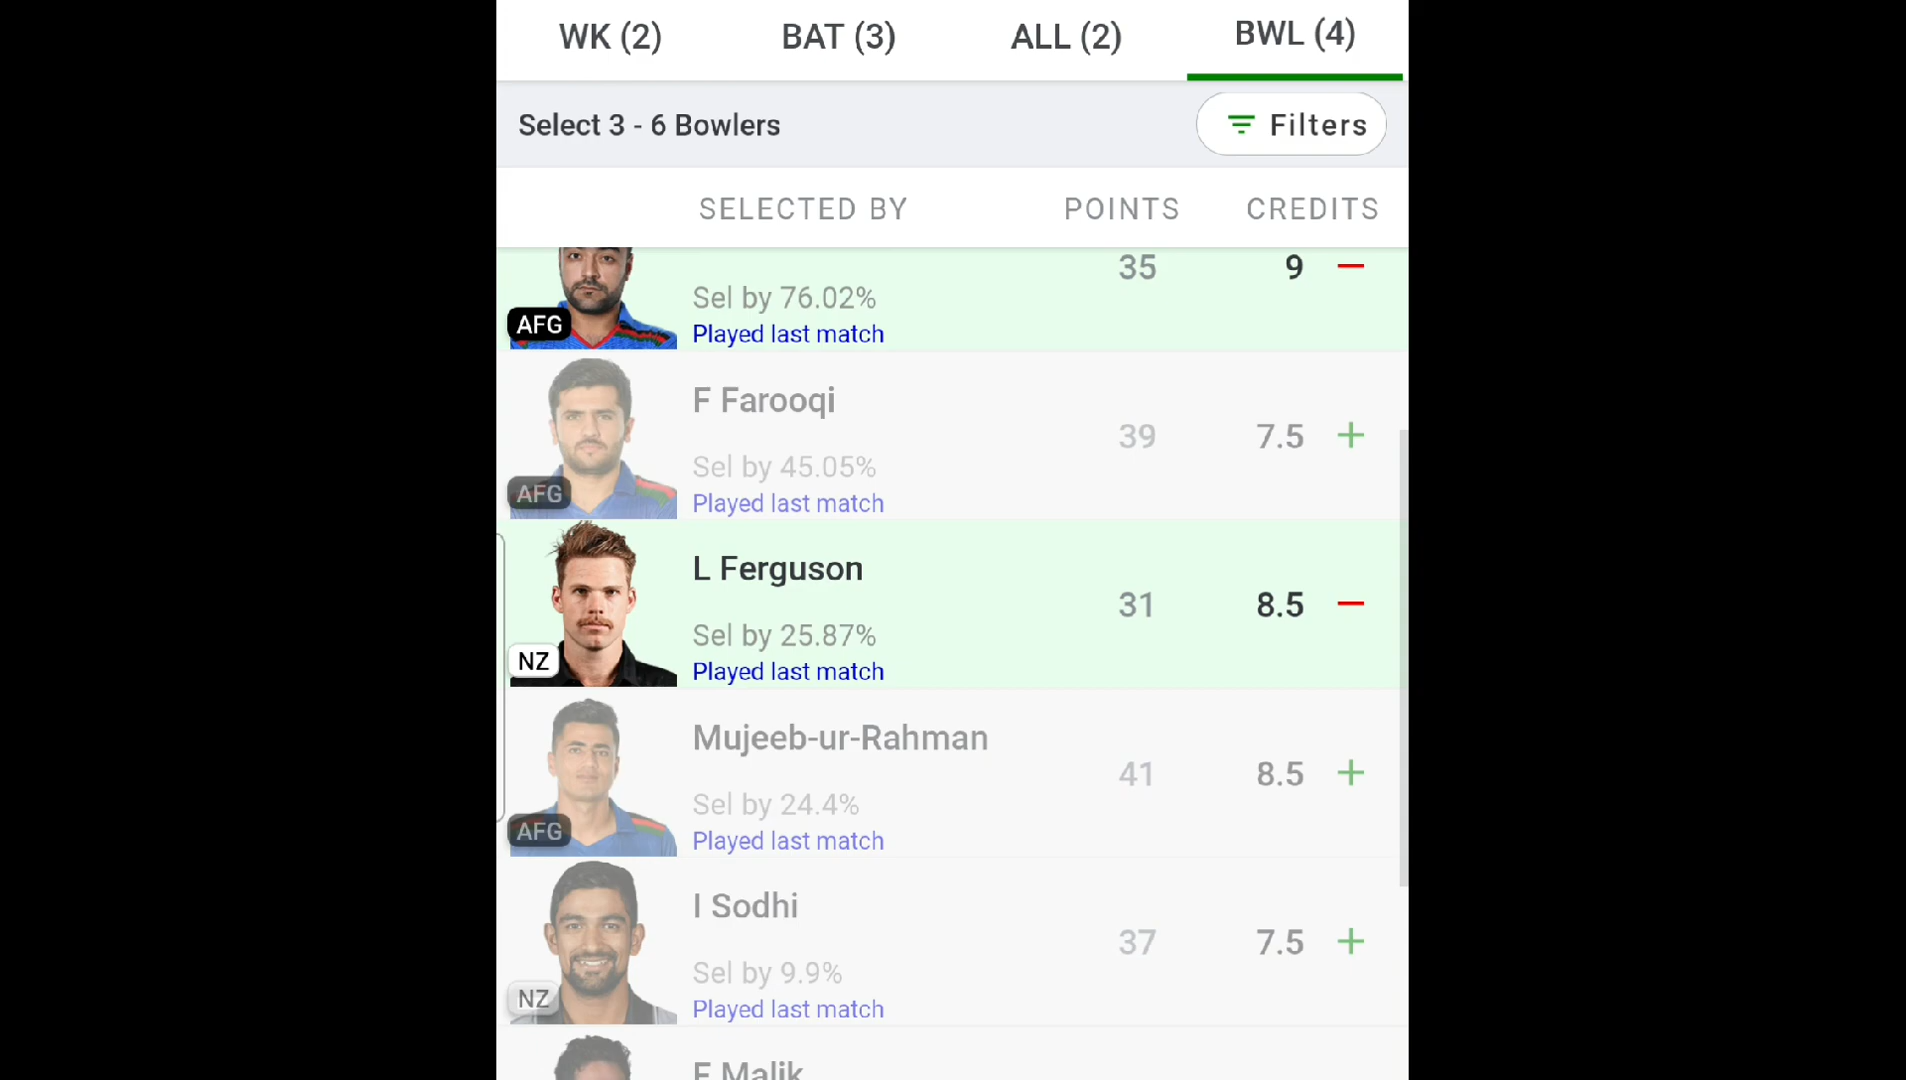 WK (2) BAT (3) ALL (2) BWL (4)
Select 3 - 6 Bowlers Filters
SELECTED BY POINTS CREDITS
35 9
Sel by 76.02%
AFG
Played last match
F Farooqi
39 7.5
Sel by 45.05%
AFG
Played last match
L Ferguson
31 8.5
Sel by 25.87%
NZ
Played last match
Mujeeb-ur-Rahman
41 8.5
Sel by 24.4%
AFG
Played last match
I Sodhi
37 7.5
Sel by 9.9%
NZ
Played last match
F Malik